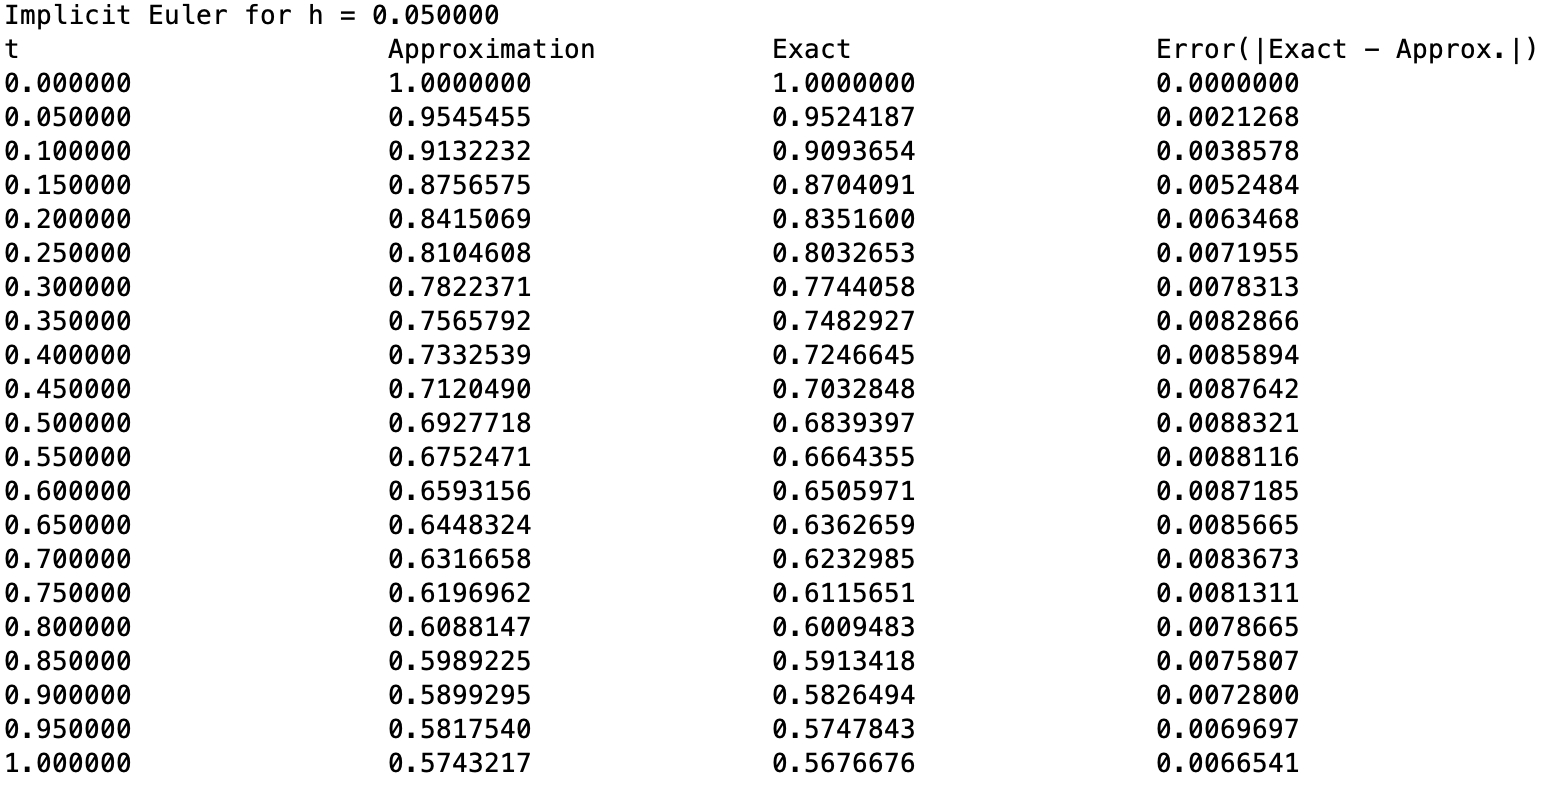 Implicit Euler for h = 0.050000
t Approximation Exact Error(|Exact - Approx.|)
0.000000 1.0000000 1.0000000 0.0000000
0.050000 0.9545455 0.9524187 0.0021268
0.100000 0.9132232 0.9093654 0.0038578
0.150000 0.8756575 0.8704091 0.0052484
0.200000 0.8415069 0.8351600 0.0063468
0.250000 0.8104608 0.8032653 0.0071955
0.300000 0.7822371 0.7744058 0.0078313
0.350000 0.7565792 0.7482927 0.0082866
0.400000 0.7332539 0.7246645 0.0085894
0.450000 0.7120490 0.7032848 0.0087642
0.500000 0.6927718 0.6839397 0.0088321
0.550000 0.6752471 0.6664355 0.0088116
0.600000 0.6593156 0.6505971 0.0087185
0.650000 0.6448324 0.6362659 0.0085665
0.700000 0.6316658 0.6232985 0.0083673
0.750000 0.6196962 0.6115651 0.0081311
0.800000 0.6088147 0.6009483 0.0078665
0.850000 0.5989225 0.5913418 0.0075807
0.900000 0.5899295 0.5826494 0.0072800
0.950000 0.5817540 0.5747843 0.0069697
1.000000 0.5743217 0.5676676 0.0066541